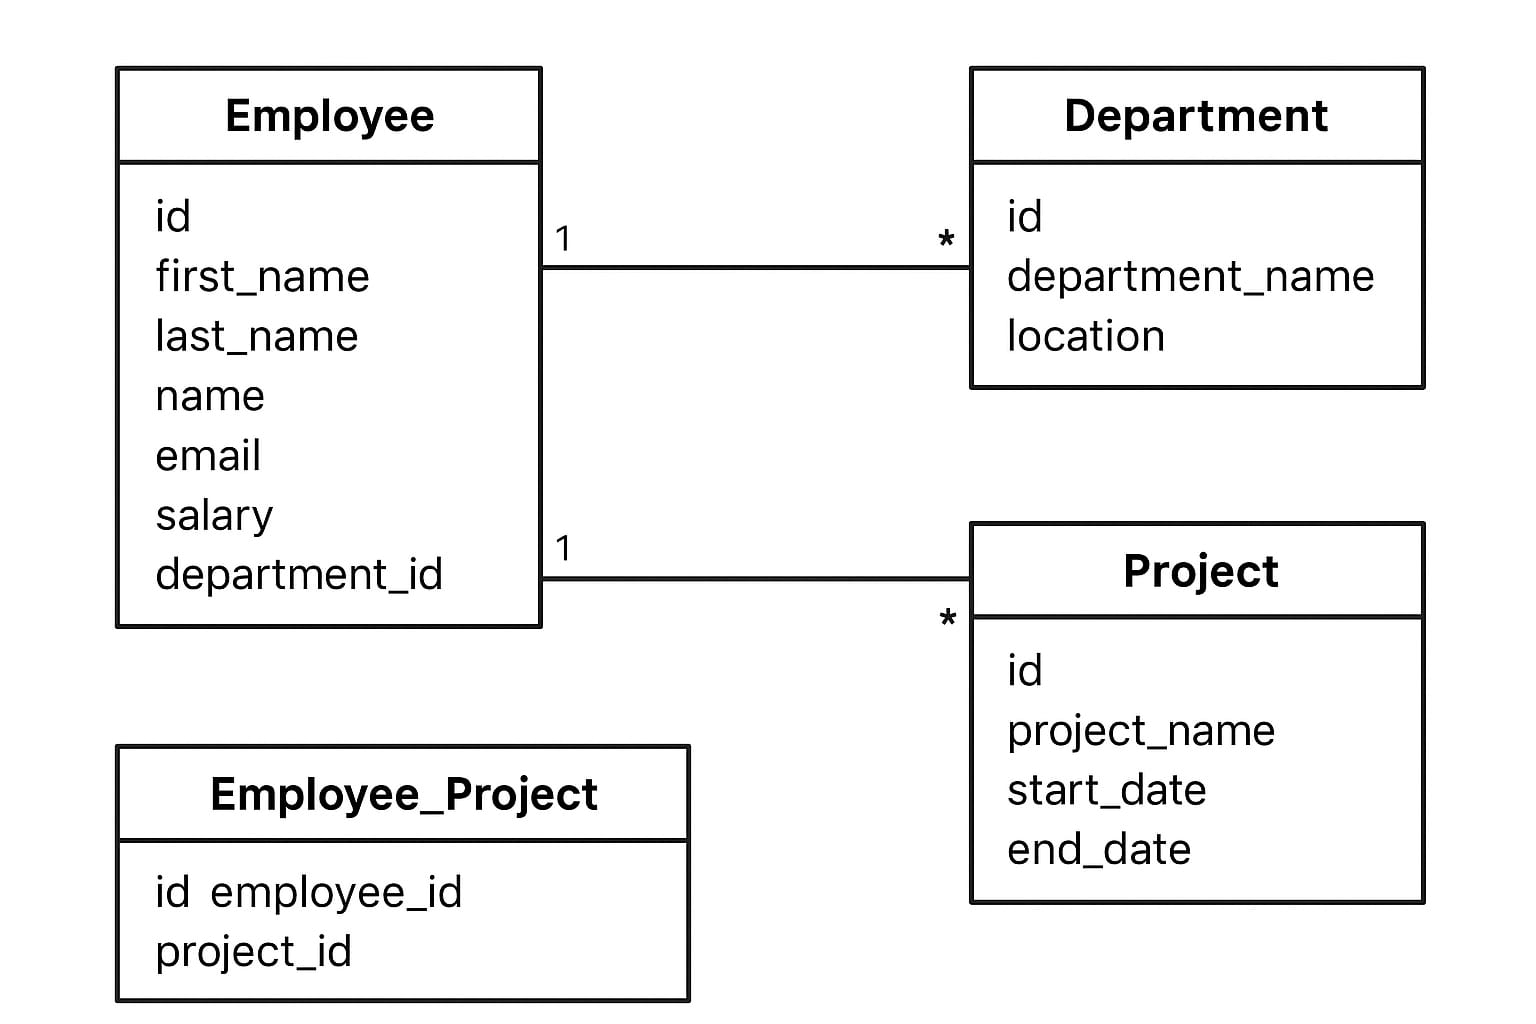 Employee
id
first_name
last_name
name
email
salary
department_id
1
*
1
*
Department
id
department_name
location
Project
id
project_name
start_date
end_date
Employee_Project
id employee_id
project_id